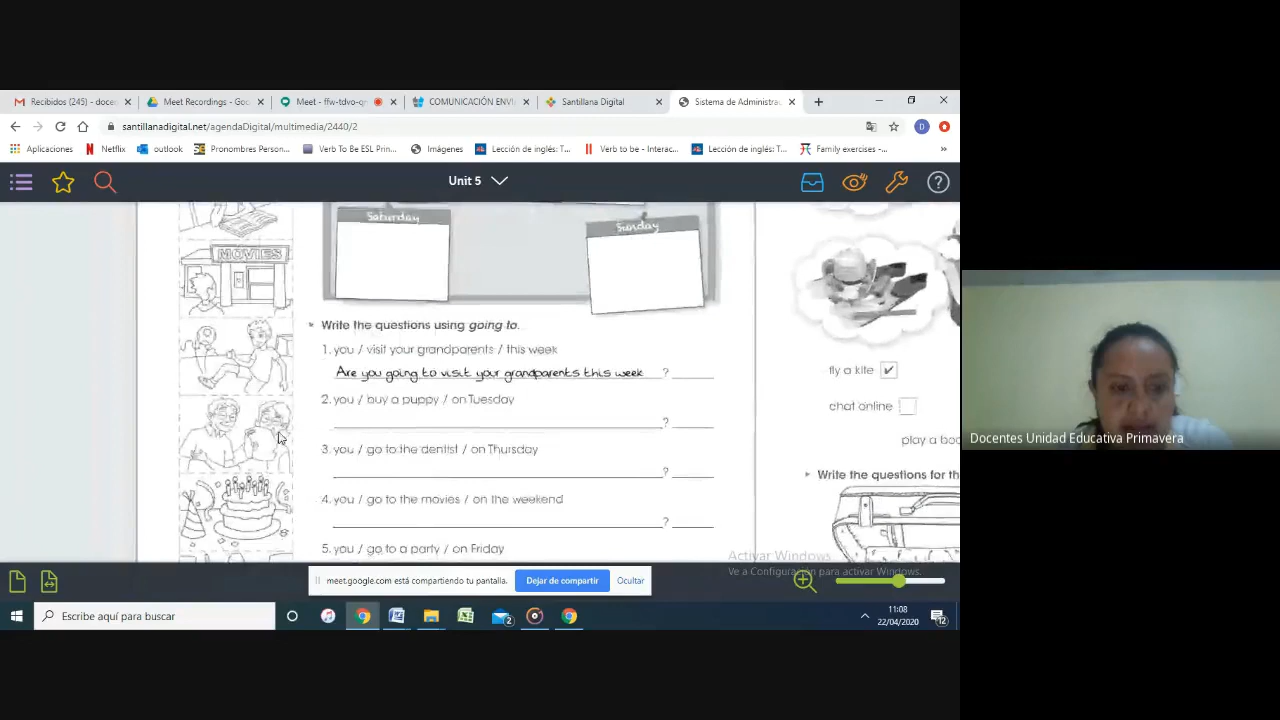 Recibidos (245) - doce
Meet Recordings - Goo
Meet - ffw-tdvo-q
COMUNICACIÓN ENVI
Santillana Digital
Sistema de Administrac
santillanadigital.net/agendaDigital/multimedia/2440/2
Aplicaciones
Netflix
outlook
Pronombres Person...
Verb To Be ESL Prin...
Imágenes
Lección de inglés: T...
Verb to be - Interac...
Lección de inglés: T...
Family exercises -...
Unit 5
Saturday
Sunday
MOVIES
Write the questions using going to.
1. you / visit your grandparents / this week
Are you going to visit your grandparents this week ?
2. you / buy a puppy / on Tuesday
?
3. you / go to the dentist / on Thursday
?
4. you / go to the movies / on the weekend
?
5. you / go to a party / on Friday
fly a kite
chat online
play a boa
Write the questions for th
Docentes Unidad Educativa Primavera
Activar Windows
Ve a Configuración para activar Windows.
meet.google.com está compartiendo tu pantalla.
Dejar de compartir
Ocultar
Escribe aquí para buscar
2
11:08
22/04/2020
12